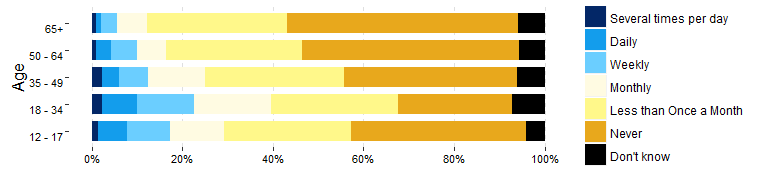 Age
65+
50 - 64
35 - 49
18 - 34
12 - 17
0% 20% 40% 60% 80% 100%
Several times per day
Daily
Weekly
Monthly
Less than Once a Month
Never
Don't know